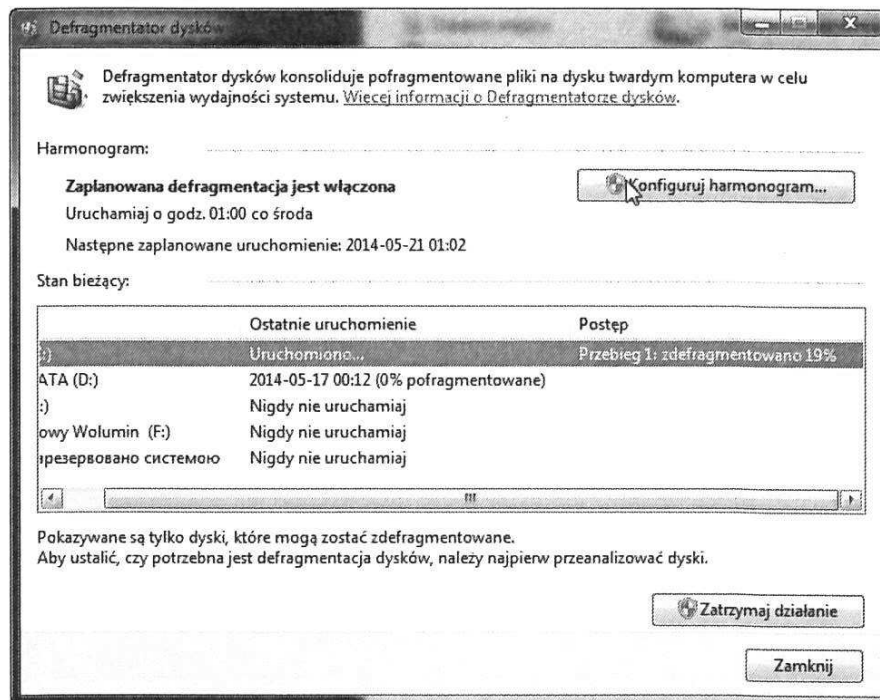 Defragmentator dysków
Defragmentator dysków konsoliduje pofragmentowane pliki na dysku twardym komputera w celu
zwiększenia wydajności systemu. Więcej informacji o Defragmentatorze dysków.
Harmonogram:
Zaplanowana defragmentacja jest włączona
Konfiguruj harmonogram...
Uruchamiaj o godz. 01:00 co środa
Następne zaplanowane uruchomienie: 2014-05-21 01:02
Stan bieżący:
Ostatnie uruchomienie Postęp
:) Uruchomiono... Przebieg 1: zdefragmentowano 19%
ATA (D:) 2014-05-17 00:12 (0% pofragmentowane)
:) Nigdy nie uruchamiaj
owy Wolumin (F:) Nigdy nie uruchamiaj
арезервовано системою Nigdy nie uruchamiaj
Pokazywane są tylko dyski, które mogą zostać zdefragmentowane.
Aby ustalić, czy potrzebna jest defragmentacja dysków, należy najpierw przeanalizować dyski.
Zatrzymaj działanie
Zamknij